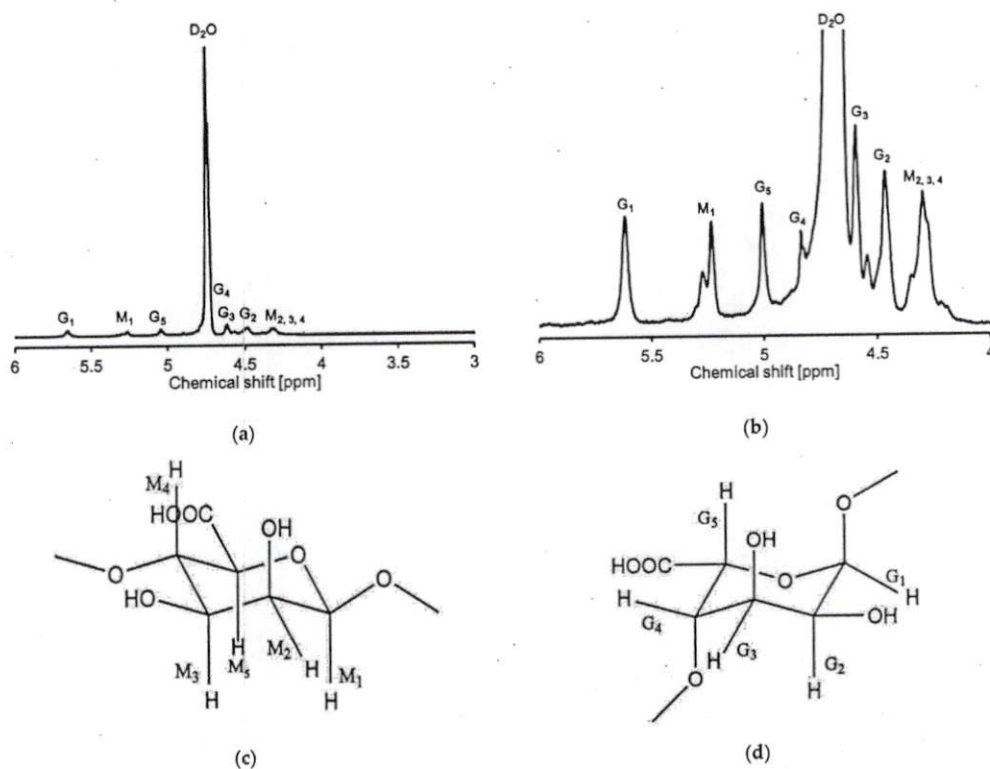 D₂O
G₁
M₁
G₅
G₄
G₃
G₂
M₂, ₃, ₄
6
5.5
5
4.5
4
3.5
3
Chemical shift [ppm]
(a)
D₂O
G₁
M₁
G₅
G₄
G₃
G₂
M₂, ₃, ₄
6
5.5
5
4.5
4
Chemical shift [ppm]
(b)
H
M₄
HOOC
OH
O
O
O
HO
H
H
M₃
M₅
M₂
M₁
H
H
(c)
H
O
G₅
OH
HOOC
O
G₁
H
H
OH
G₄
H
G₃
G₂
O
H
(d)